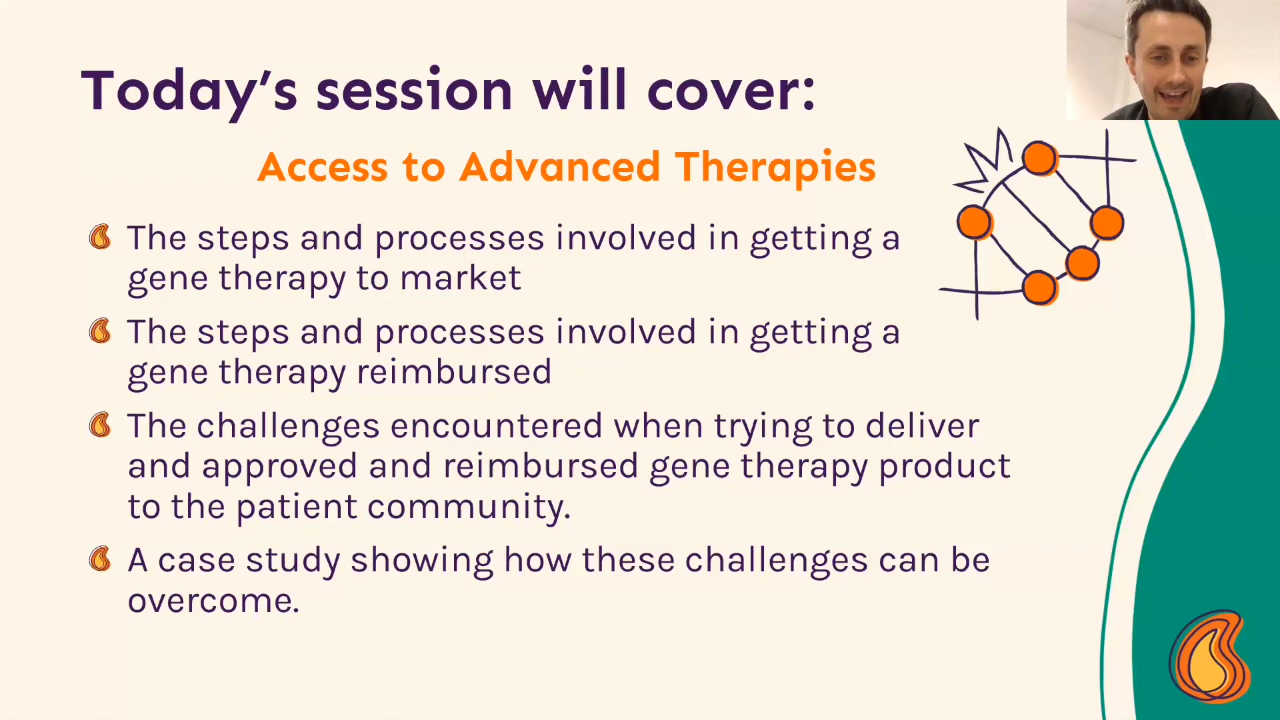 Today's session will cover:
Access to Advanced Therapies
The steps and processes involved in getting a
gene therapy to market
The steps and processes involved in getting a
gene therapy reimbursed
The challenges encountered when trying to deliver
and approved and reimbursed gene therapy product
to the patient community.
A case study showing how these challenges can be
overcome.